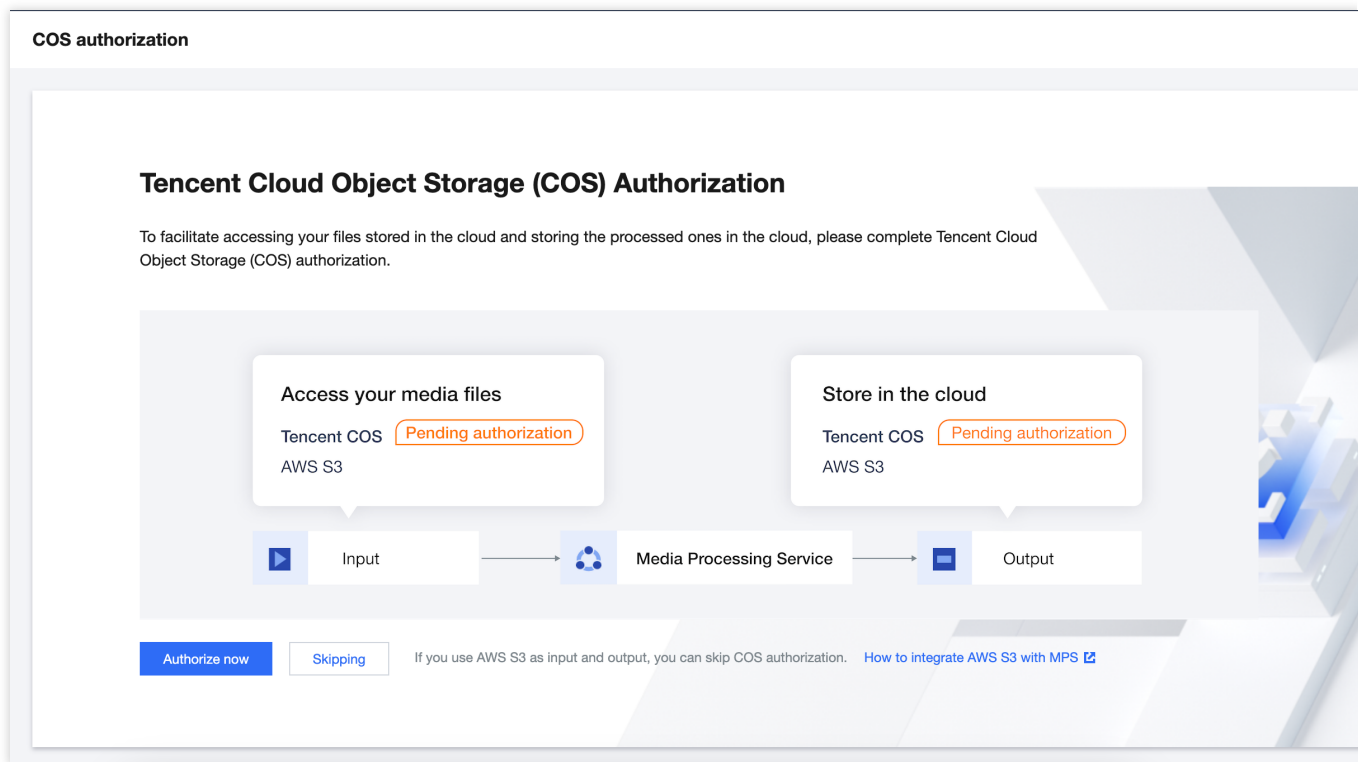 COS authorization
Tencent Cloud Object Storage (COS) Authorization
To facilitate accessing your files stored in the cloud and storing the processed ones in the cloud, please complete Tencent Cloud
Object Storage (COS) authorization.
Access your media files
Tencent COS Pending authorization
AWS S3
Store in the cloud
Tencent COS Pending authorization
AWS S3
Input
Media Processing Service
Output
Authorize now
Skipping
If you use AWS S3 as input and output, you can skip COS authorization. How to integrate AWS S3 with MPS